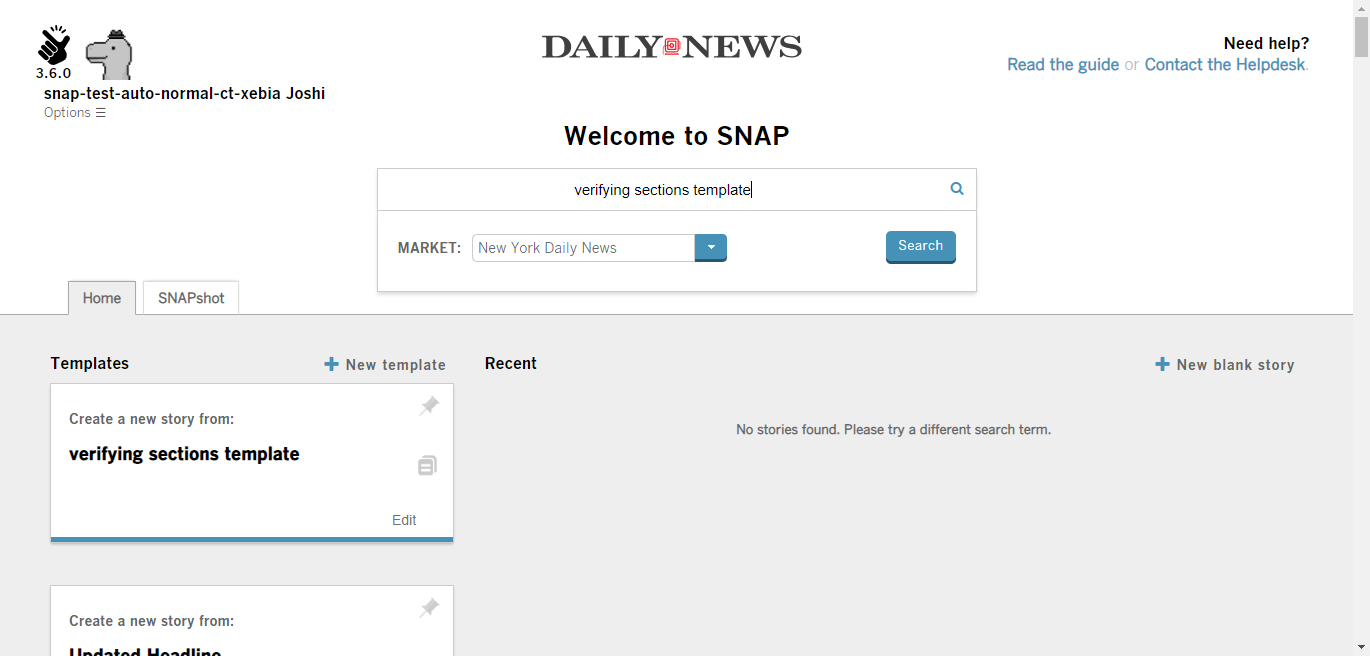 3.6.0
snap-test-auto-normal-ct-xebia Joshi
Options ☰
DAILY NEWS
Need help?
Read the guide or Contact the Helpdesk.
Welcome to SNAP
verifying sections template
MARKET: New York Daily News Search
Home SNAPshot
Templates New template Recent New blank story
Create a new story from:
verifying sections template
Edit
No stories found. Please try a different search term.
Create a new story from:
Updated Headline